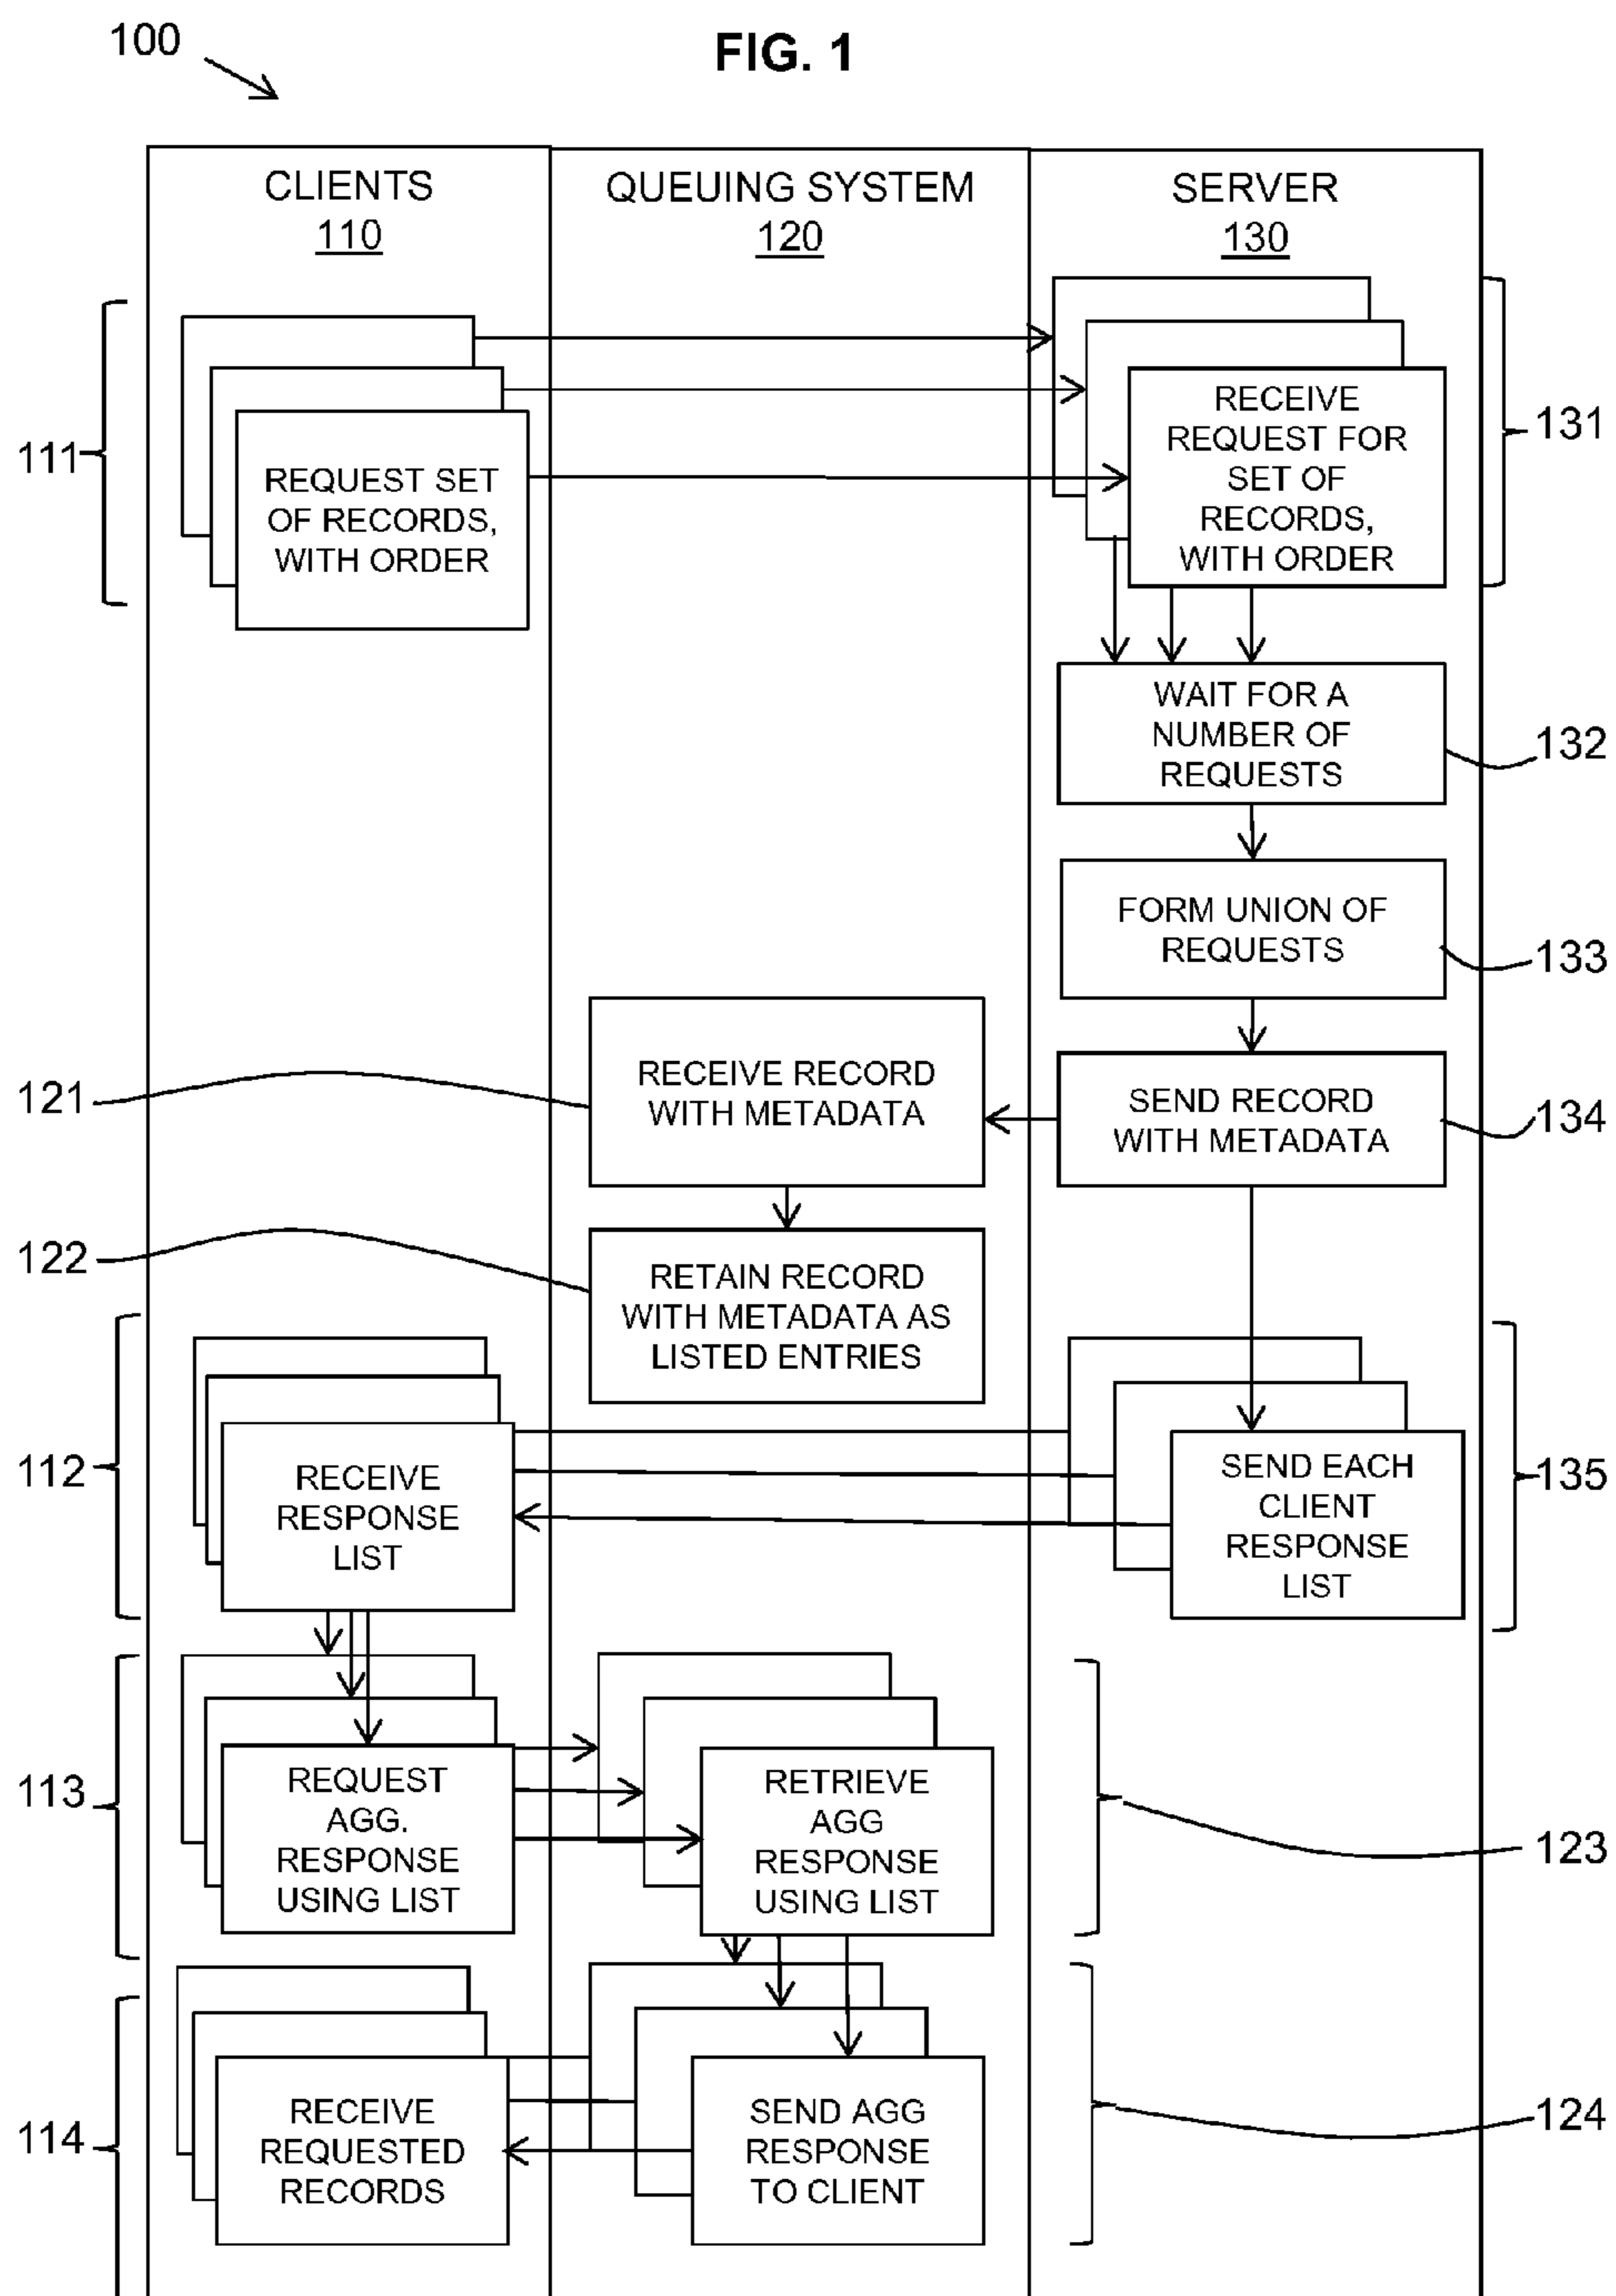 100
FIG. 1
CLIENTS
110
QUEUING SYSTEM
120
SERVER
130
111
REQUEST SET
OF RECORDS,
WITH ORDER
RECEIVE
REQUEST FOR
SET OF
RECORDS,
WITH ORDER
131
WAIT FOR A
NUMBER OF
REQUESTS
132
FORM UNION OF
REQUESTS
133
121
RECEIVE RECORD
WITH METADATA
SEND RECORD
WITH METADATA
134
122
RETAIN RECORD
WITH METADATA AS
LISTED ENTRIES
112
RECEIVE
RESPONSE
LIST
SEND EACH
CLIENT
RESPONSE
LIST
135
113
REQUEST
AGG.
RESPONSE
USING LIST
RETRIEVE
AGG
RESPONSE
USING LIST
123
114
RECEIVE
REQUESTED
RECORDS
SEND AGG
RESPONSE
TO CLIENT
124